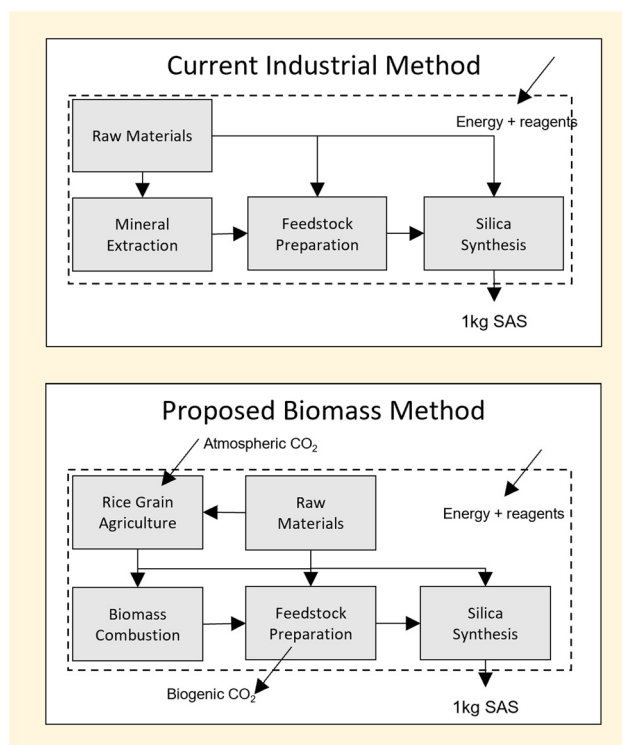 Current Industrial Method
Energy + reagents
Raw Materials
Mineral
Extraction
Feedstock
Preparation
Silica
Synthesis
1kg SAS
Proposed Biomass Method
Atmospheric CO₂
Rice Grain
Agriculture
Raw
Materials
Energy + reagents
Biomass
Combustion
Feedstock
Preparation
Silica
Synthesis
Biogenic CO₂
1kg SAS